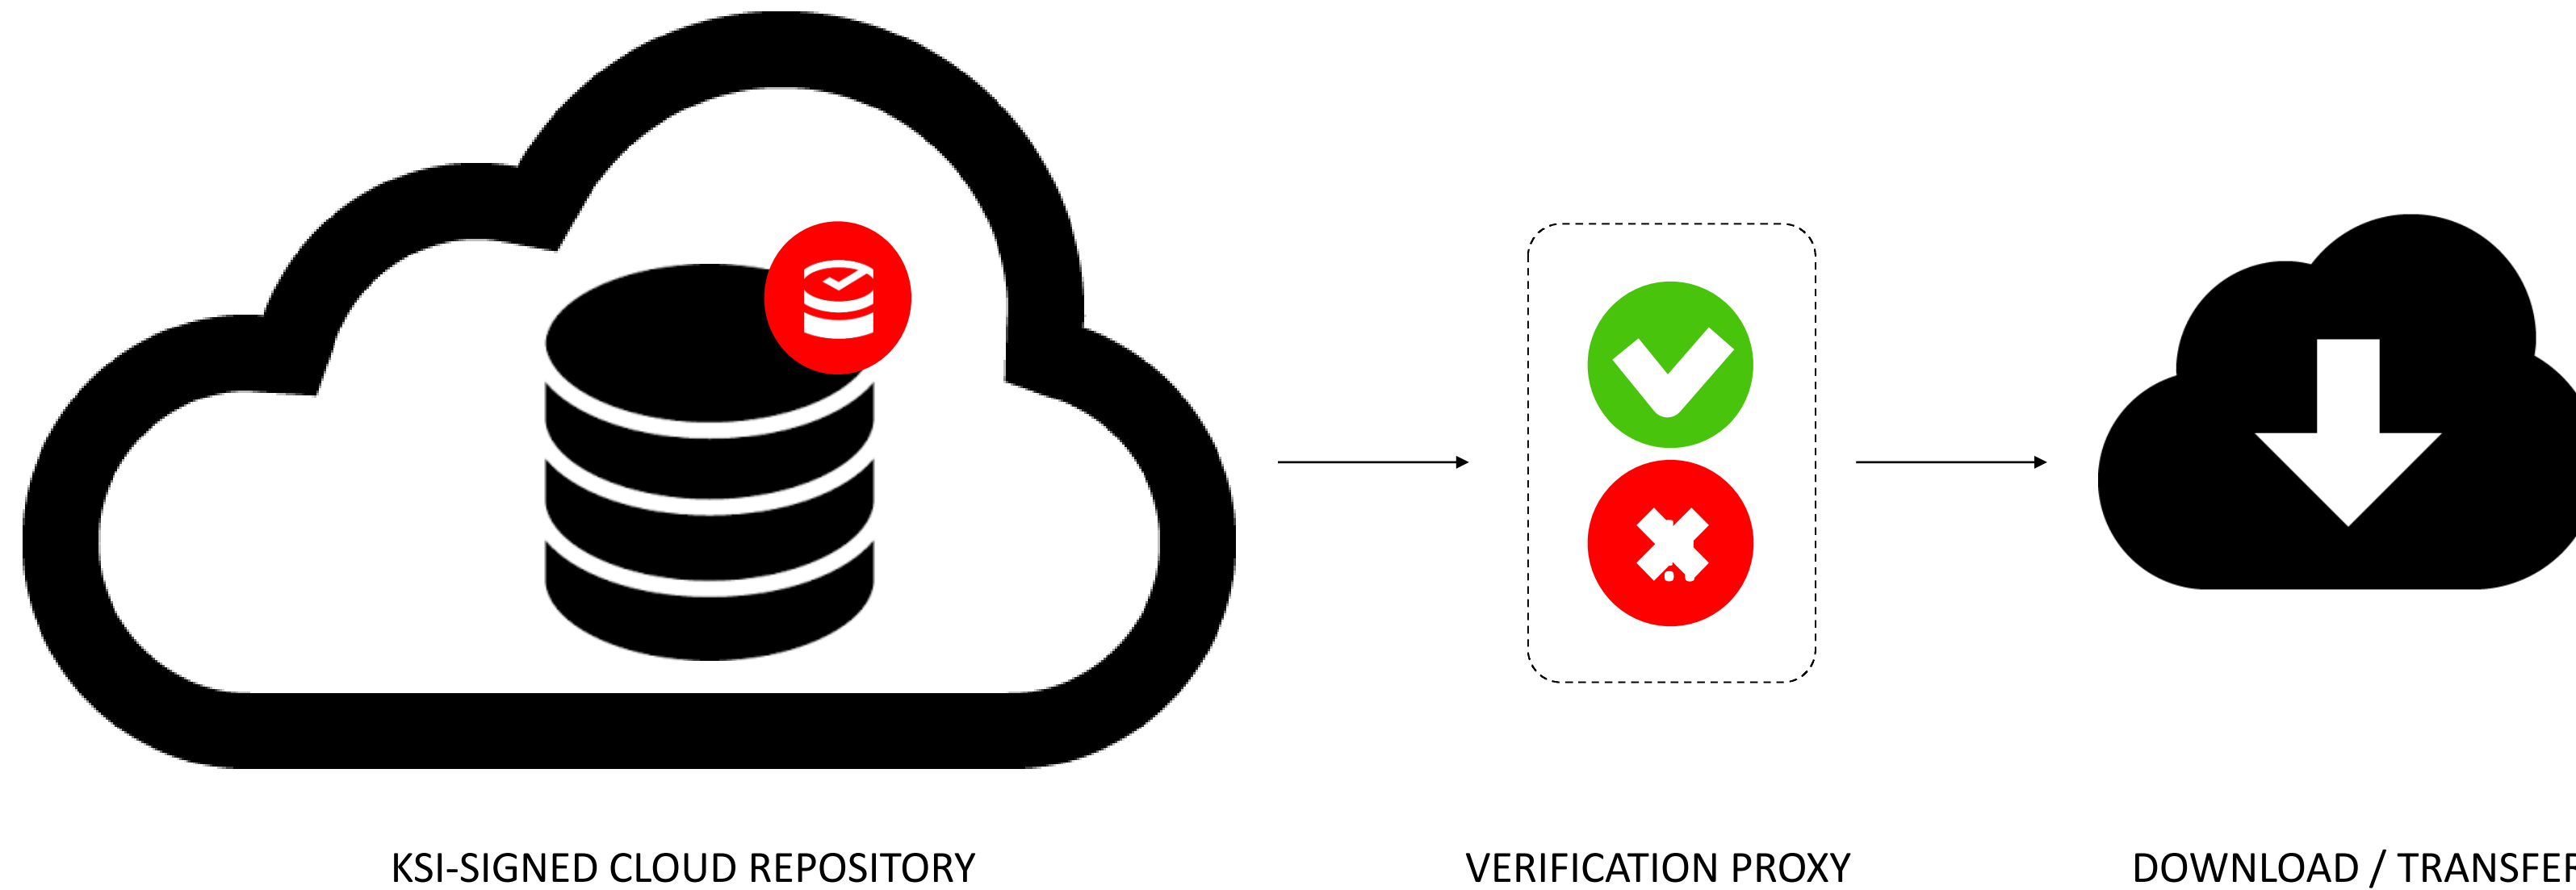 KSI-SIGNED CLOUD REPOSITORY
VERIFICATION PROXY
DOWNLOAD / TRANSFER